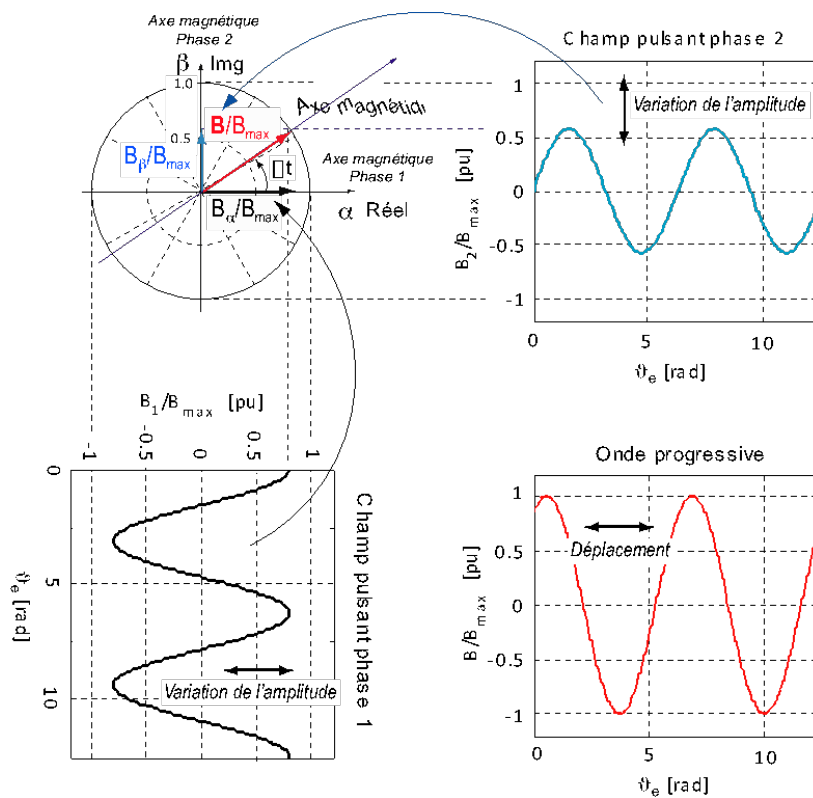 Axe magnétique
Phase 2
β Img
1.0
Axe magnéti
0.5
B/Bmax
Bβ/Bmax
▯t
Axe magnétique
Phase 1
Bα/Bmax
α Réel
Champ pulsant phase 2
1
Variation de l'amplitude
0.5
0
-0.5
-1
B2/Bmax [pu]
0 5 10
ϑe [rad]
B1/Bmax [pu]
-1 -0.5 0 0.5 1
0
5
10
ϑe [rad]
Variation de l'amplitude
Champ pulsant phase 1
Onde progressive
1
Déplacement
0.5
0
-0.5
-1
B/Bmax [pu]
0 5 10
ϑe [rad]